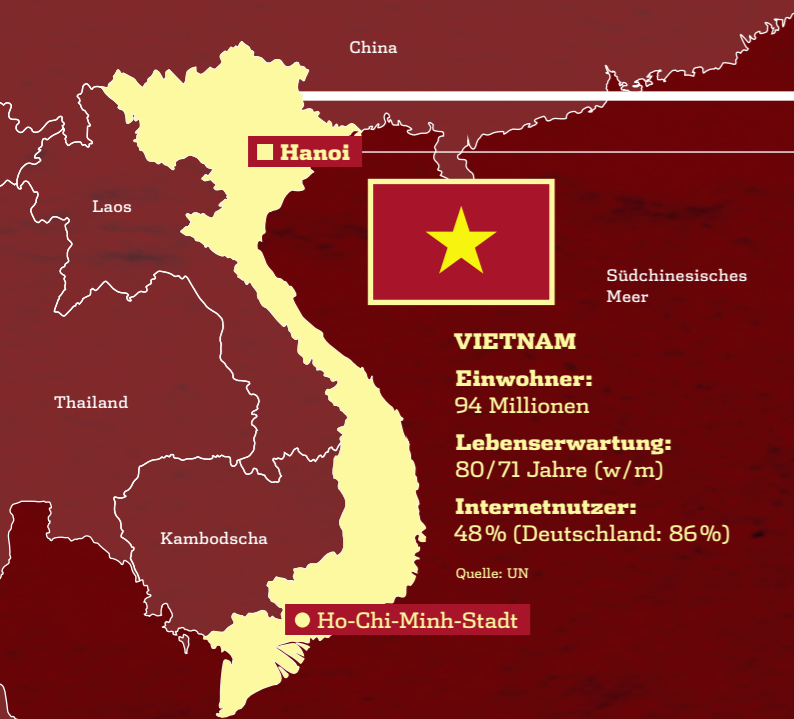 China
Hanoi
Laos
Südchinesisches
Meer
VIETNAM
Einwohner:
94 Millionen
Thailand
Lebenserwartung:
80/71 Jahre (w/m)
Internetnutzer:
48% (Deutschland: 86%)
Kambodscha
Quelle: UN
Ho-Chi-Minh-Stadt